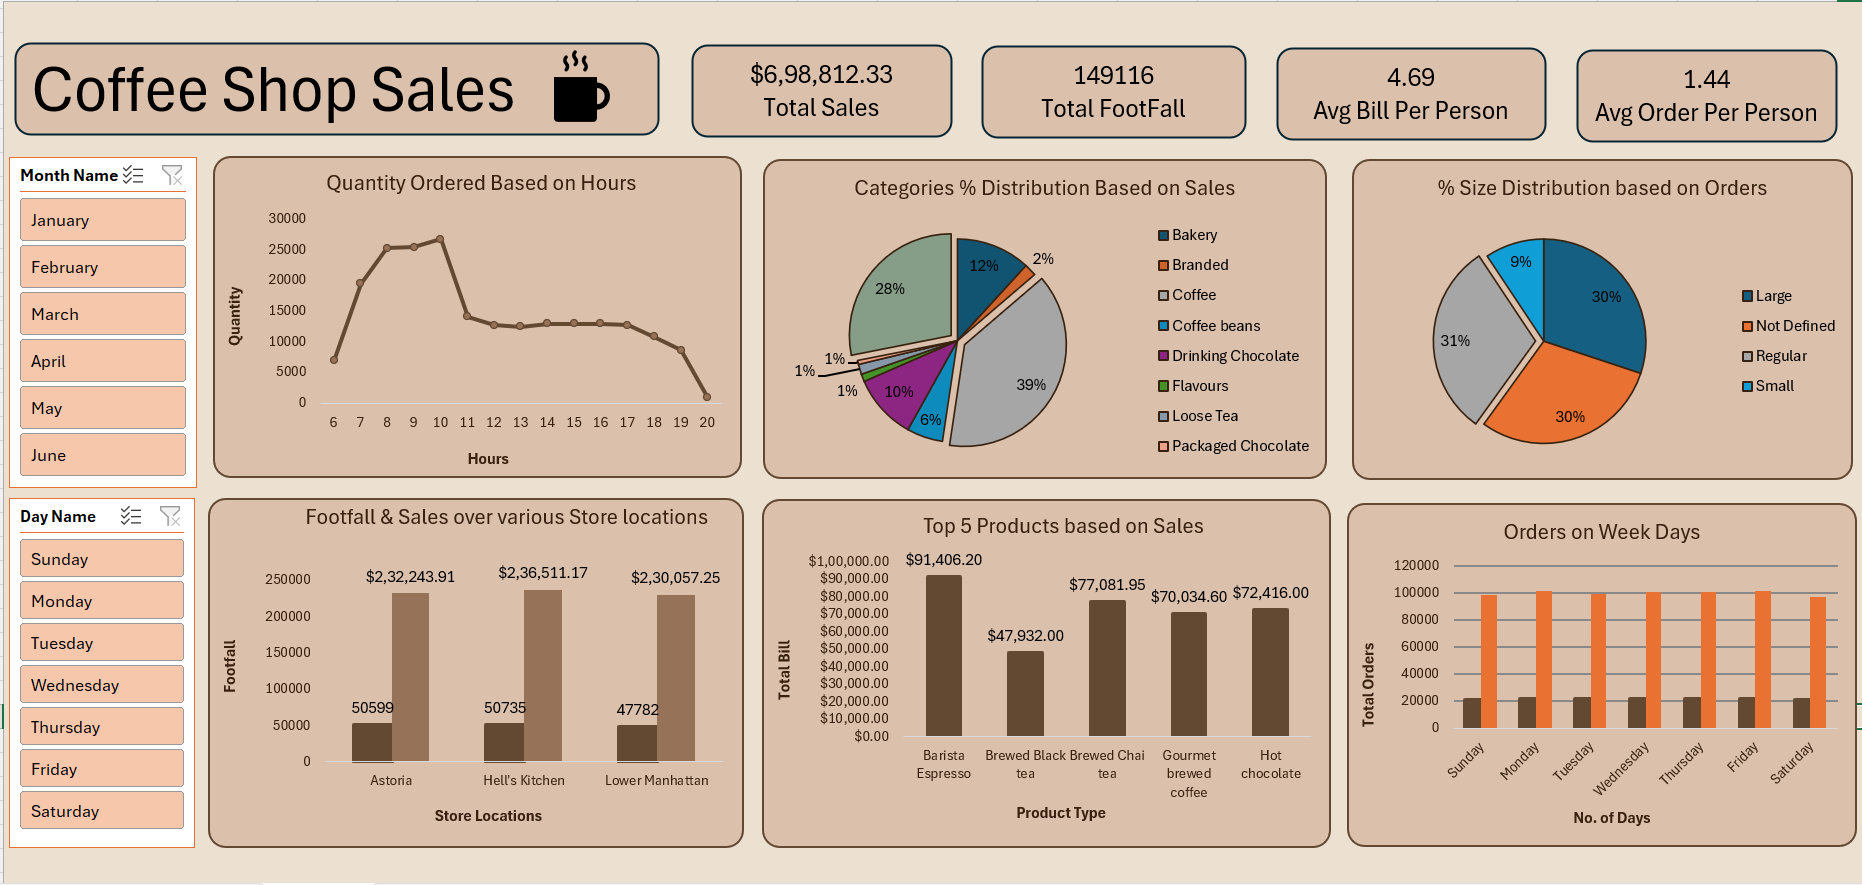 Coffee Shop Sales
$6,98,812.33
Total Sales
149116
Total FootFall
4.69
Avg Bill Per Person
1.44
Avg Order Per Person
Month Name
January
February
March
April
May
June
Quantity Ordered Based on Hours
Quantity
30000
25000
20000
15000
10000
5000
0
6 7 8 9 10 11 12 13 14 15 16 17 18 19 20
Hours
Categories % Distribution Based on Sales
12%
2%
28%
39%
1%
1%
1%
10%
6%
Bakery
Branded
Coffee
Coffee beans
Drinking Chocolate
Flavours
Loose Tea
Packaged Chocolate
% Size Distribution based on Orders
9%
30%
31%
30%
Large
Not Defined
Regular
Small
Day Name
Sunday
Monday
Tuesday
Wednesday
Thursday
Friday
Saturday
Footfall & Sales over various Store locations
Footfall
250000
200000
150000
100000
50000
0
$2,32,243.91
$2,36,511.17
$2,30,057.25
50599
50735
47782
Astoria
Hell's Kitchen
Lower Manhattan
Store Locations
Top 5 Products based on Sales
Total Bill
$1,00,000.00
$90,000.00
$80,000.00
$70,000.00
$60,000.00
$50,000.00
$40,000.00
$30,000.00
$20,000.00
$10,000.00
$0.00
$91,406.20
$47,932.00
$77,081.95
$70,034.60
$72,416.00
Barista
Espresso
Brewed Black
tea
Brewed Chai
tea
Gourmet
brewed
coffee
Hot
chocolate
Product Type
Orders on Week Days
Total Orders
120000
100000
80000
60000
40000
20000
0
Sunday
Monday
Tuesday
Wednesday
Thursday
Friday
Saturday
No. of Days